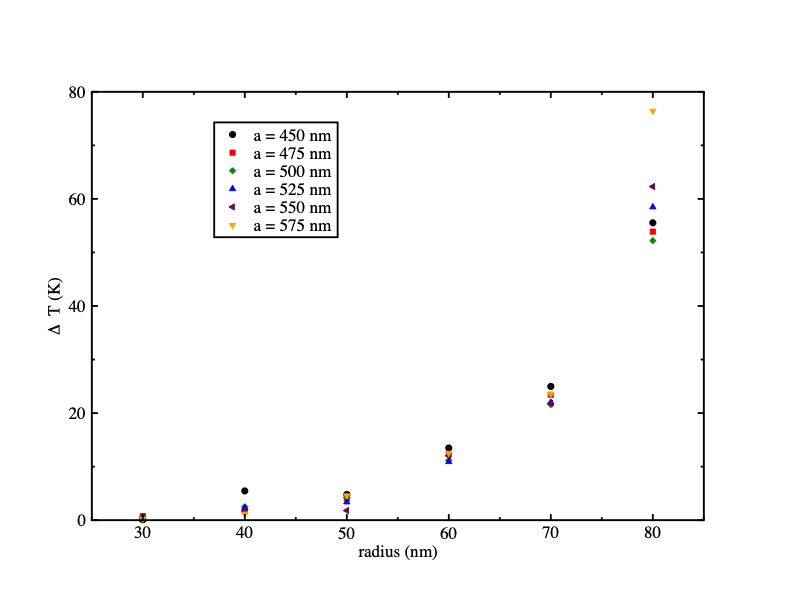 80
60
40
20
0
Δ T (K)
a = 450 nm
a = 475 nm
a = 500 nm
a = 525 nm
a = 550 nm
a = 575 nm
30 40 50 60 70 80
radius (nm)